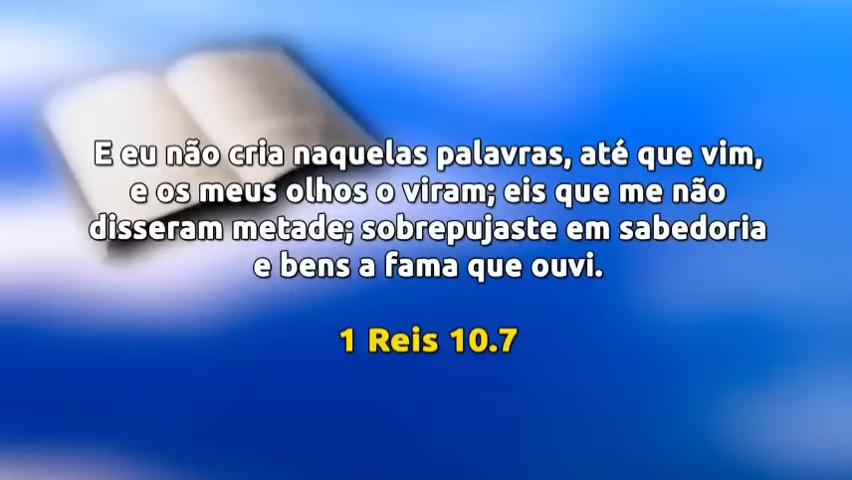 E eu não cria naquelas palavras, até que vim,
e os meus olhos o viram; eis que me não
disseram metade; sobrepujaste em sabedoria
e bens a fama que ouvi.
1 Reis 10.7